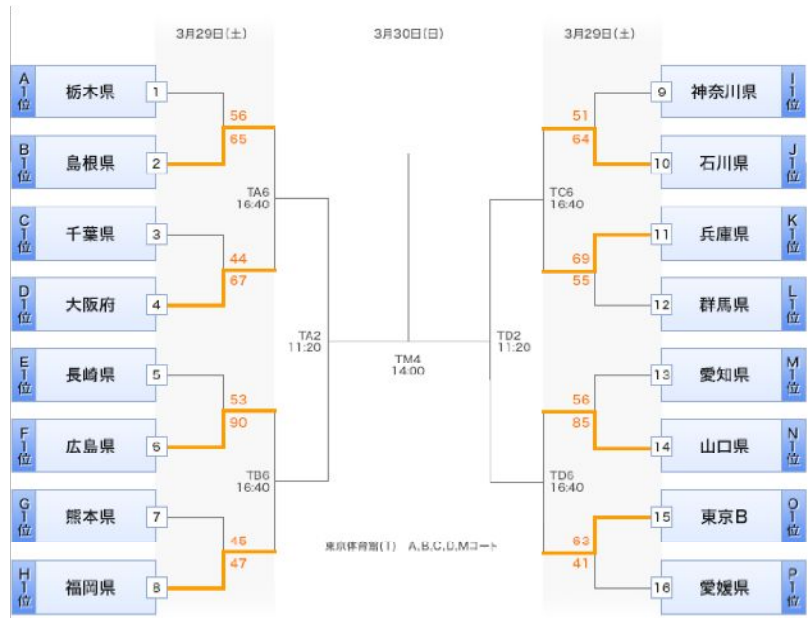 3月29日(土)
3月30日(日)
3月29日(土)
A1位
栃木県
1
56
65
B1位
島根県
2
TA6
16:40
C1位
千葉県
3
44
67
D1位
大阪府
4
TA2
11:20
E1位
長崎県
5
53
90
F1位
広島県
6
TB6
16:40
G1位
熊本県
7
45
47
H1位
福岡県
8
TM4
14:00
東京体育館(T) A,B,C,D,Mコート
9
神奈川県
I1位
51
64
10
石川県
J1位
TC6
16:40
11
兵庫県
K1位
69
55
12
群馬県
L1位
TD2
11:20
13
愛知県
M1位
56
85
14
山口県
N1位
TD6
16:40
15
東京B
O1位
63
41
16
愛媛県
P1位